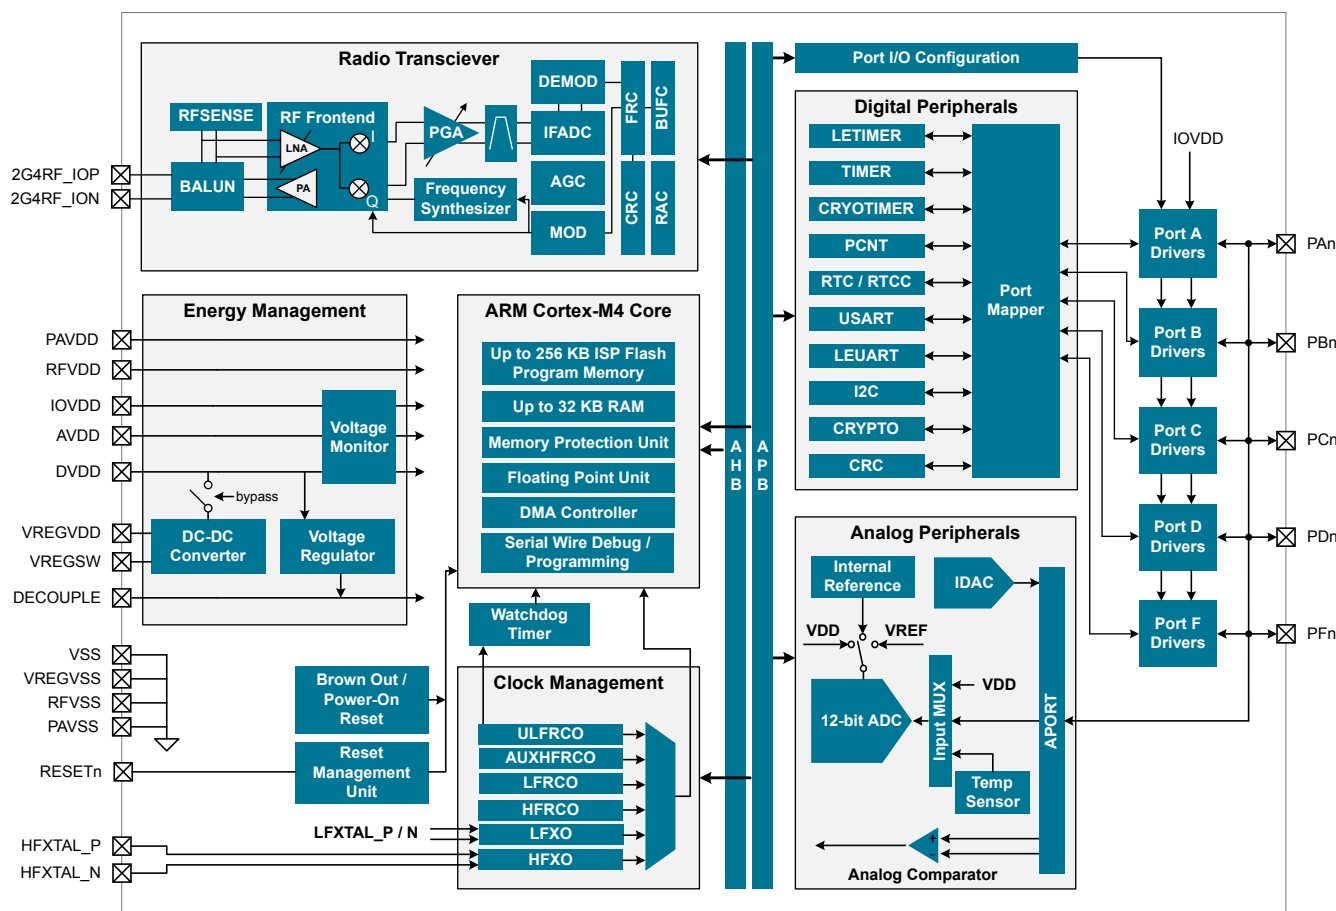 Radio Transciever
RFSENSE
RF Frontend
LNA
I
PA
Q
BALUN
2G4RF_IOP
2G4RF_ION
PGA
DEMOD
IFADC
AGC
MOD
Frequency
Synthesizer
FRC
BUFC
CRC
RAC
Energy Management
PAVDD
RFVDD
IOVDD
AVDD
DVDD
VREGVDD
VREGSW
DECOUPLE
Voltage
Monitor
bypass
DC-DC
Converter
Voltage
Regulator
VSS
VREGVSS
RFVSS
PAVSS
RESETn
HFXTAL_P
HFXTAL_N
Brown Out /
Power-On
Reset
Reset
Management
Unit
ARM Cortex-M4 Core
Up to 256 KB ISP Flash
Program Memory
Up to 32 KB RAM
Memory Protection Unit
Floating Point Unit
DMA Controller
Serial Wire Debug /
Programming
Watchdog
Timer
Clock Management
ULFRCO
AUXHFRCO
LFRCO
HFRCO
LFXO
HFXO
LFXTAL_P / N
A
H
B
A
P
B
Port I/O Configuration
Digital Peripherals
LETIMER
TIMER
CRYOTIMER
PCNT
RTC / RTCC
USART
LEUART
I2C
CRYPTO
CRC
Port
Mapper
Analog Peripherals
Internal
Reference
IDAC
VDD
VREF
12-bit ADC
Input MUX
VDD
Temp
Sensor
APORT
+
-
Analog Comparator
IOVDD
Port A
Drivers
Port B
Drivers
Port C
Drivers
Port D
Drivers
Port F
Drivers
PAn
PBn
PCn
PDn
PFn